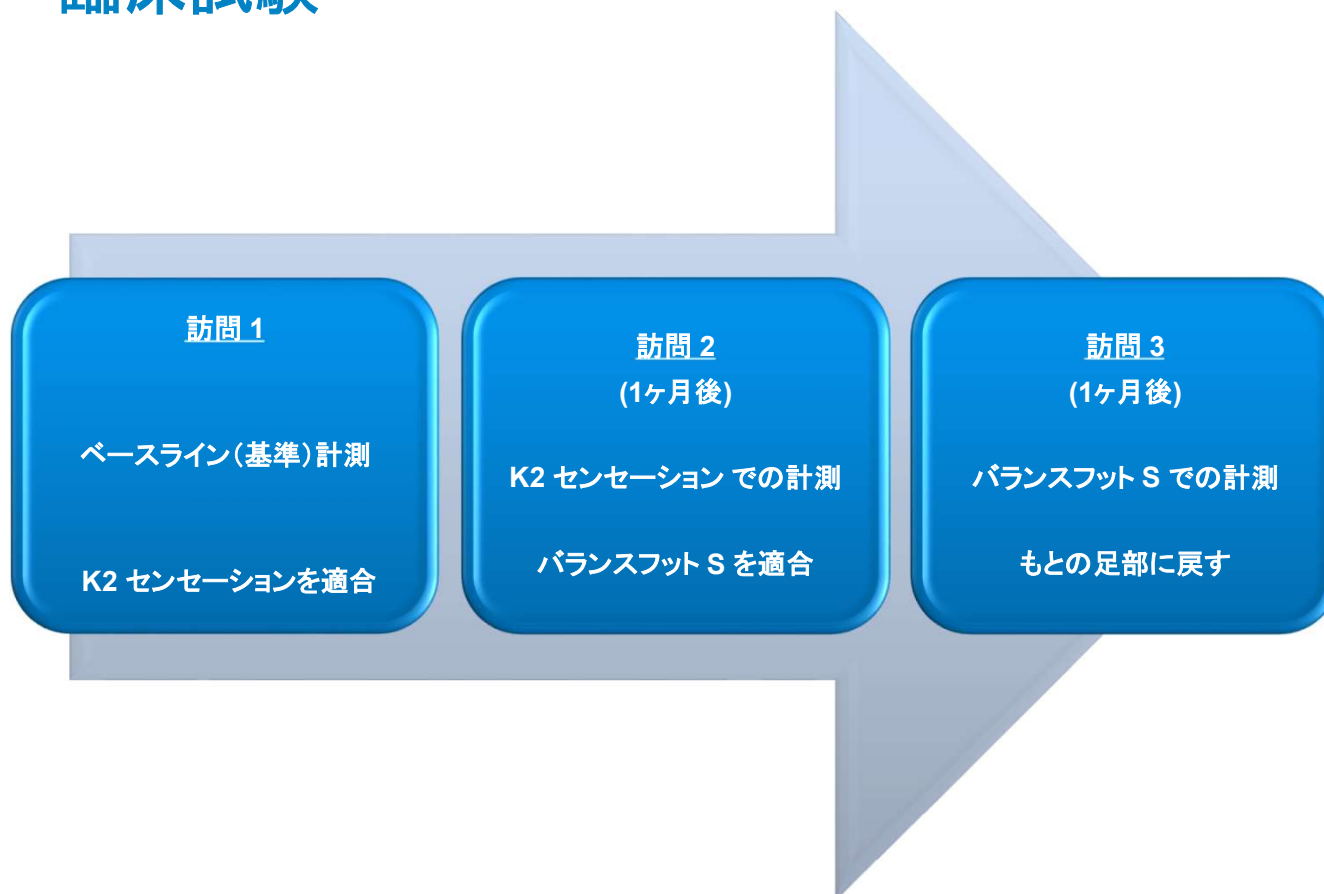 臨床試験
訪問 1
ベースライン（基準）計測
K2 センセーションを適合
訪問 2
(1ヶ月後)
K2 センセーション での計測
バランスフット S を適合
訪問 3
(1ヶ月後)
バランスフット S での計測
もとの足部に戻す